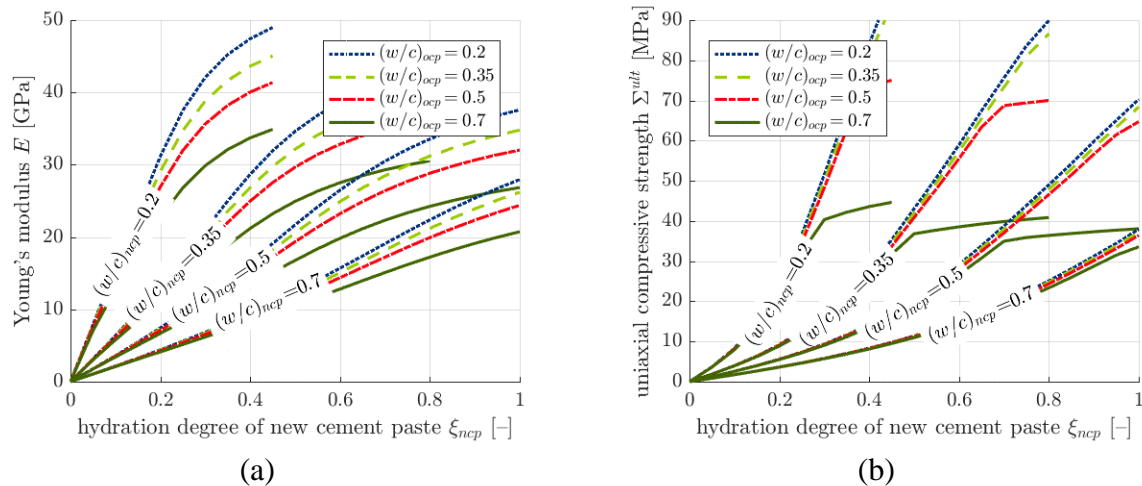 (a)
50
40
30
20
10
0
Young's modulus E [GPa]
(w/c)ocp = 0.2
(w/c)ocp = 0.35
(w/c)ocp = 0.5
(w/c)ocp = 0.7
(w/c)ncp=0.2
(w/c)ncp=0.35
(w/c)ncp=0.5
(w/c)ncp=0.7
0 0.2 0.4 0.6 0.8 1
hydration degree of new cement paste ξncp [–]
(a)
(b)
90
80
70
60
50
40
30
20
10
0
uniaxial compressive strength Σult [MPa]
(w/c)ocp = 0.2
(w/c)ocp = 0.35
(w/c)ocp = 0.5
(w/c)ocp = 0.7
(w/c)ncp=0.2
(w/c)ncp=0.35
(w/c)ncp=0.5
(w/c)ncp=0.7
0 0.2 0.4 0.6 0.8 1
hydration degree of new cement paste ξncp [–]
(b)